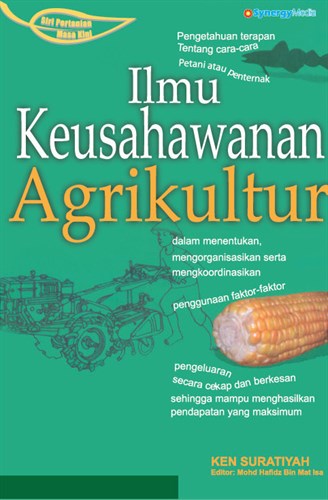 Siri Pertanian
Masa Kini
SynergyMedia
Pengetahuan terapan
Tentang cara-cara
Petani atau penternak
Ilmu
Keusahawanan
Agrikultur
dalam menentukan,
mengorganisasikan serta
mengkoordinasikan
penggunaan faktor-faktor
pengeluaran
secara cekap dan berkesan
sehingga mampu menghasilkan
pendapatan yang maksimum
KEN SURATIYAH
Editor: Mohd Hafidz Bin Mat Isa